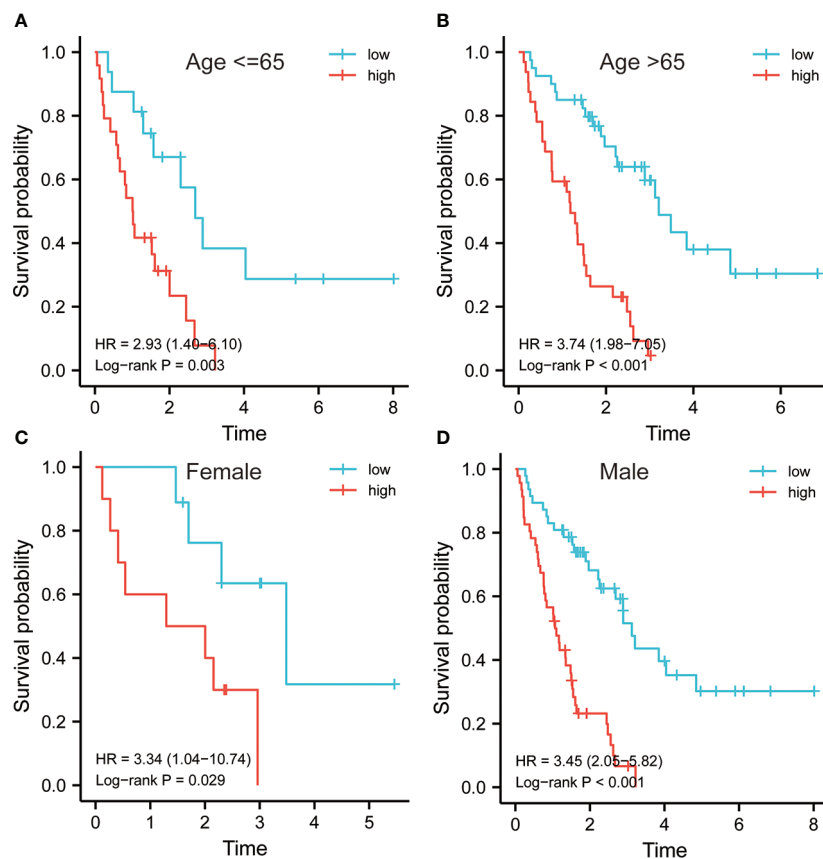 A
Age <=65
low
high
Survival probability
1.0
0.8
0.6
0.4
0.2
0.0
HR = 2.93 (1.40−6.10)
Log−rank P = 0.003
0 2 4 6 8
Time
B
Age >65
low
high
Survival probability
1.0
0.8
0.6
0.4
0.2
0.0
HR = 3.74 (1.98−7.05)
Log−rank P < 0.001
0 2 4 6
Time
C
Female
low
high
Survival probability
1.0
0.8
0.6
0.4
0.2
0.0
HR = 3.34 (1.04−10.74)
Log−rank P = 0.029
0 1 2 3 4 5
Time
D
Male
low
high
Survival probability
1.0
0.8
0.6
0.4
0.2
0.0
HR = 3.45 (2.05−5.82)
Log−rank P < 0.001
0 2 4 6 8
Time